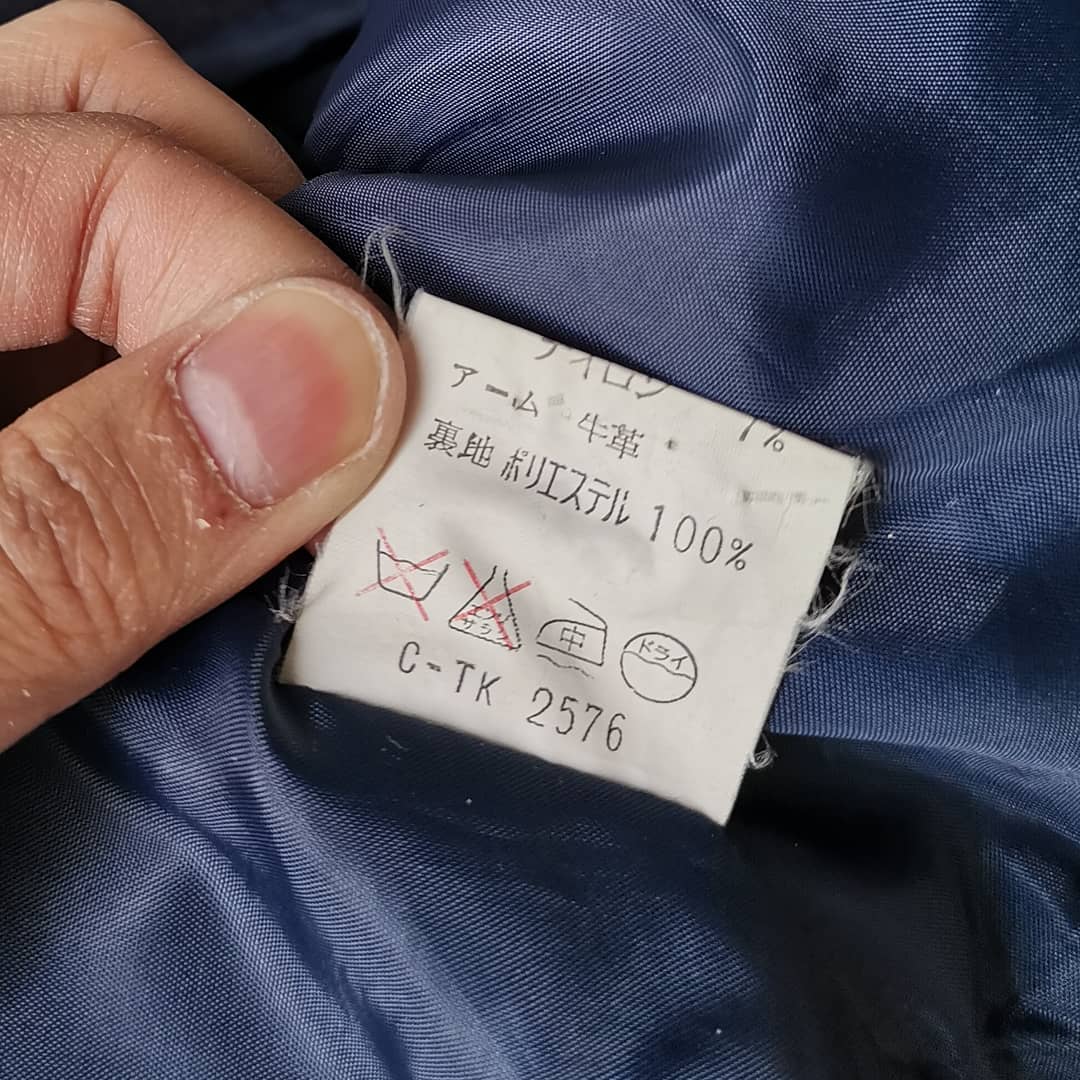 アーム 牛革・
裏地 ポリエステル 100%
中 ドライ
C-TK 2576